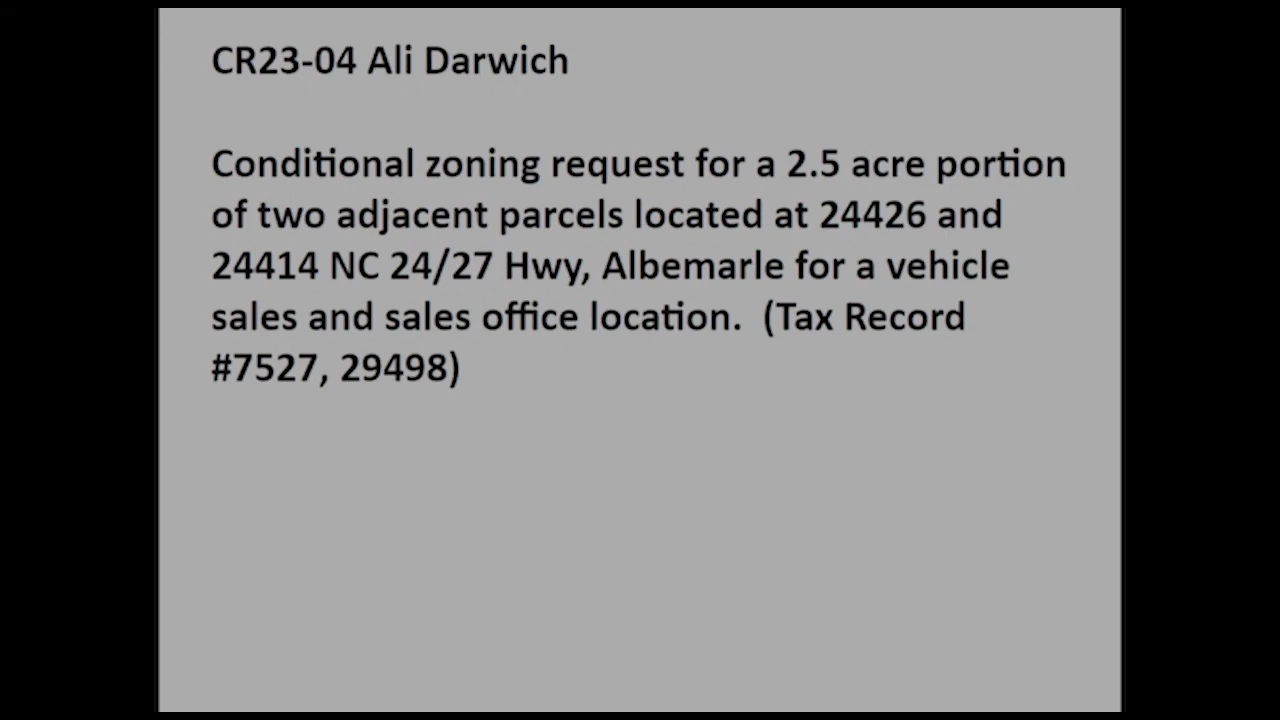 CR23-04 Ali Darwich
Conditional zoning request for a 2.5 acre portion
of two adjacent parcels located at 24426 and
24414 NC 24/27 Hwy, Albemarle for a vehicle
sales and sales office location.  (Tax Record
#7527, 29498)